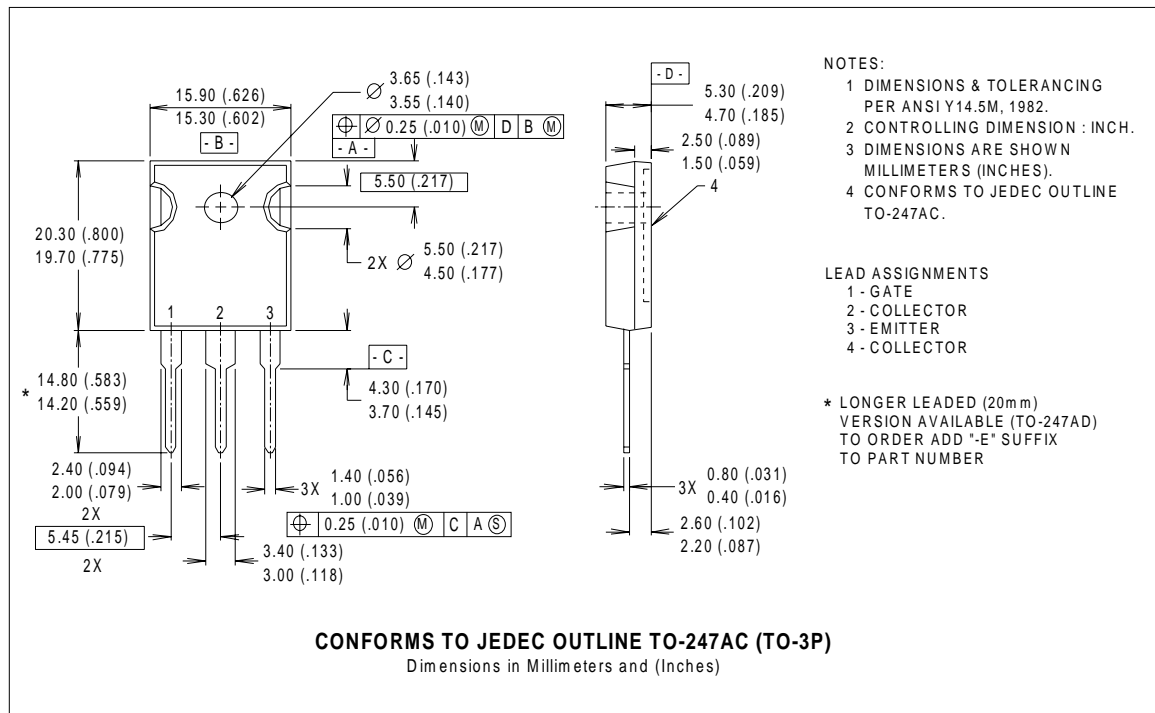 15.90 (.626)
15.30 (.602)
- B -
Ø 3.65 (.143)
3.55 (.140)
⌖ Ø 0.25 (.010) Ⓜ D B Ⓜ
- A -
5.50 (.217)
20.30 (.800)
19.70 (.775)
2X Ø 5.50 (.217)
4.50 (.177)
1 2 3
- C -
* 14.80 (.583)
14.20 (.559)
4.30 (.170)
3.70 (.145)
2.40 (.094)
2.00 (.079)
2X
5.45 (.215)
2X
3X 1.40 (.056)
1.00 (.039)
⌖ 0.25 (.010) Ⓜ C A Ⓢ
3.40 (.133)
3.00 (.118)
- D -
5.30 (.209)
4.70 (.185)
2.50 (.089)
1.50 (.059)
4
3X 0.80 (.031)
0.40 (.016)
2.60 (.102)
2.20 (.087)
NOTES:
1 DIMENSIONS & TOLERANCING
PER ANSI Y14.5M, 1982.
2 CONTROLLING DIMENSION : INCH.
3 DIMENSIONS ARE SHOWN
MILLIMETERS (INCHES).
4 CONFORMS TO JEDEC OUTLINE
TO-247AC.
LEAD ASSIGNMENTS
1 - GATE
2 - COLLECTOR
3 - EMITTER
4 - COLLECTOR
* LONGER LEADED (20mm)
VERSION AVAILABLE (TO-247AD)
TO ORDER ADD "-E" SUFFIX
TO PART NUMBER
CONFORMS TO JEDEC OUTLINE TO-247AC (TO-3P)
Dimensions in Millimeters and (Inches)